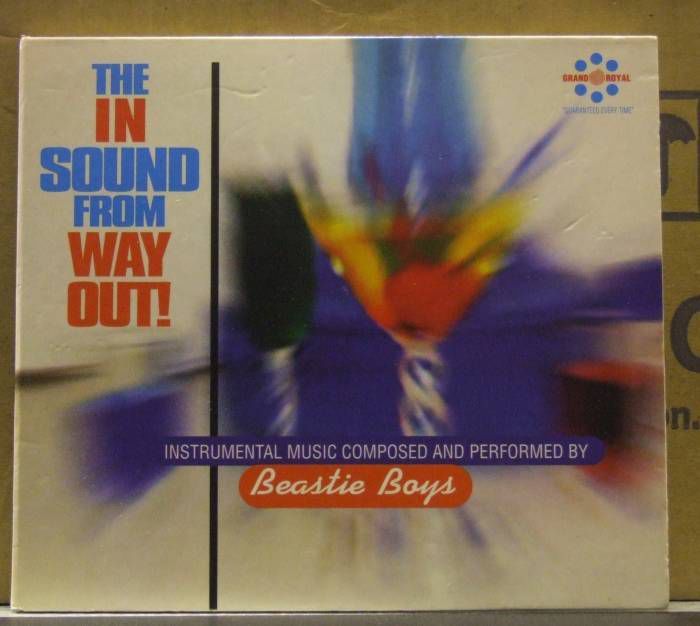 THE
IN
SOUND
FROM
WAY
OUT!
GRAND ROYAL
"GUARANTEED EVERY TIME"
INSTRUMENTAL MUSIC COMPOSED AND PERFORMED BY
Beastie Boys
on.